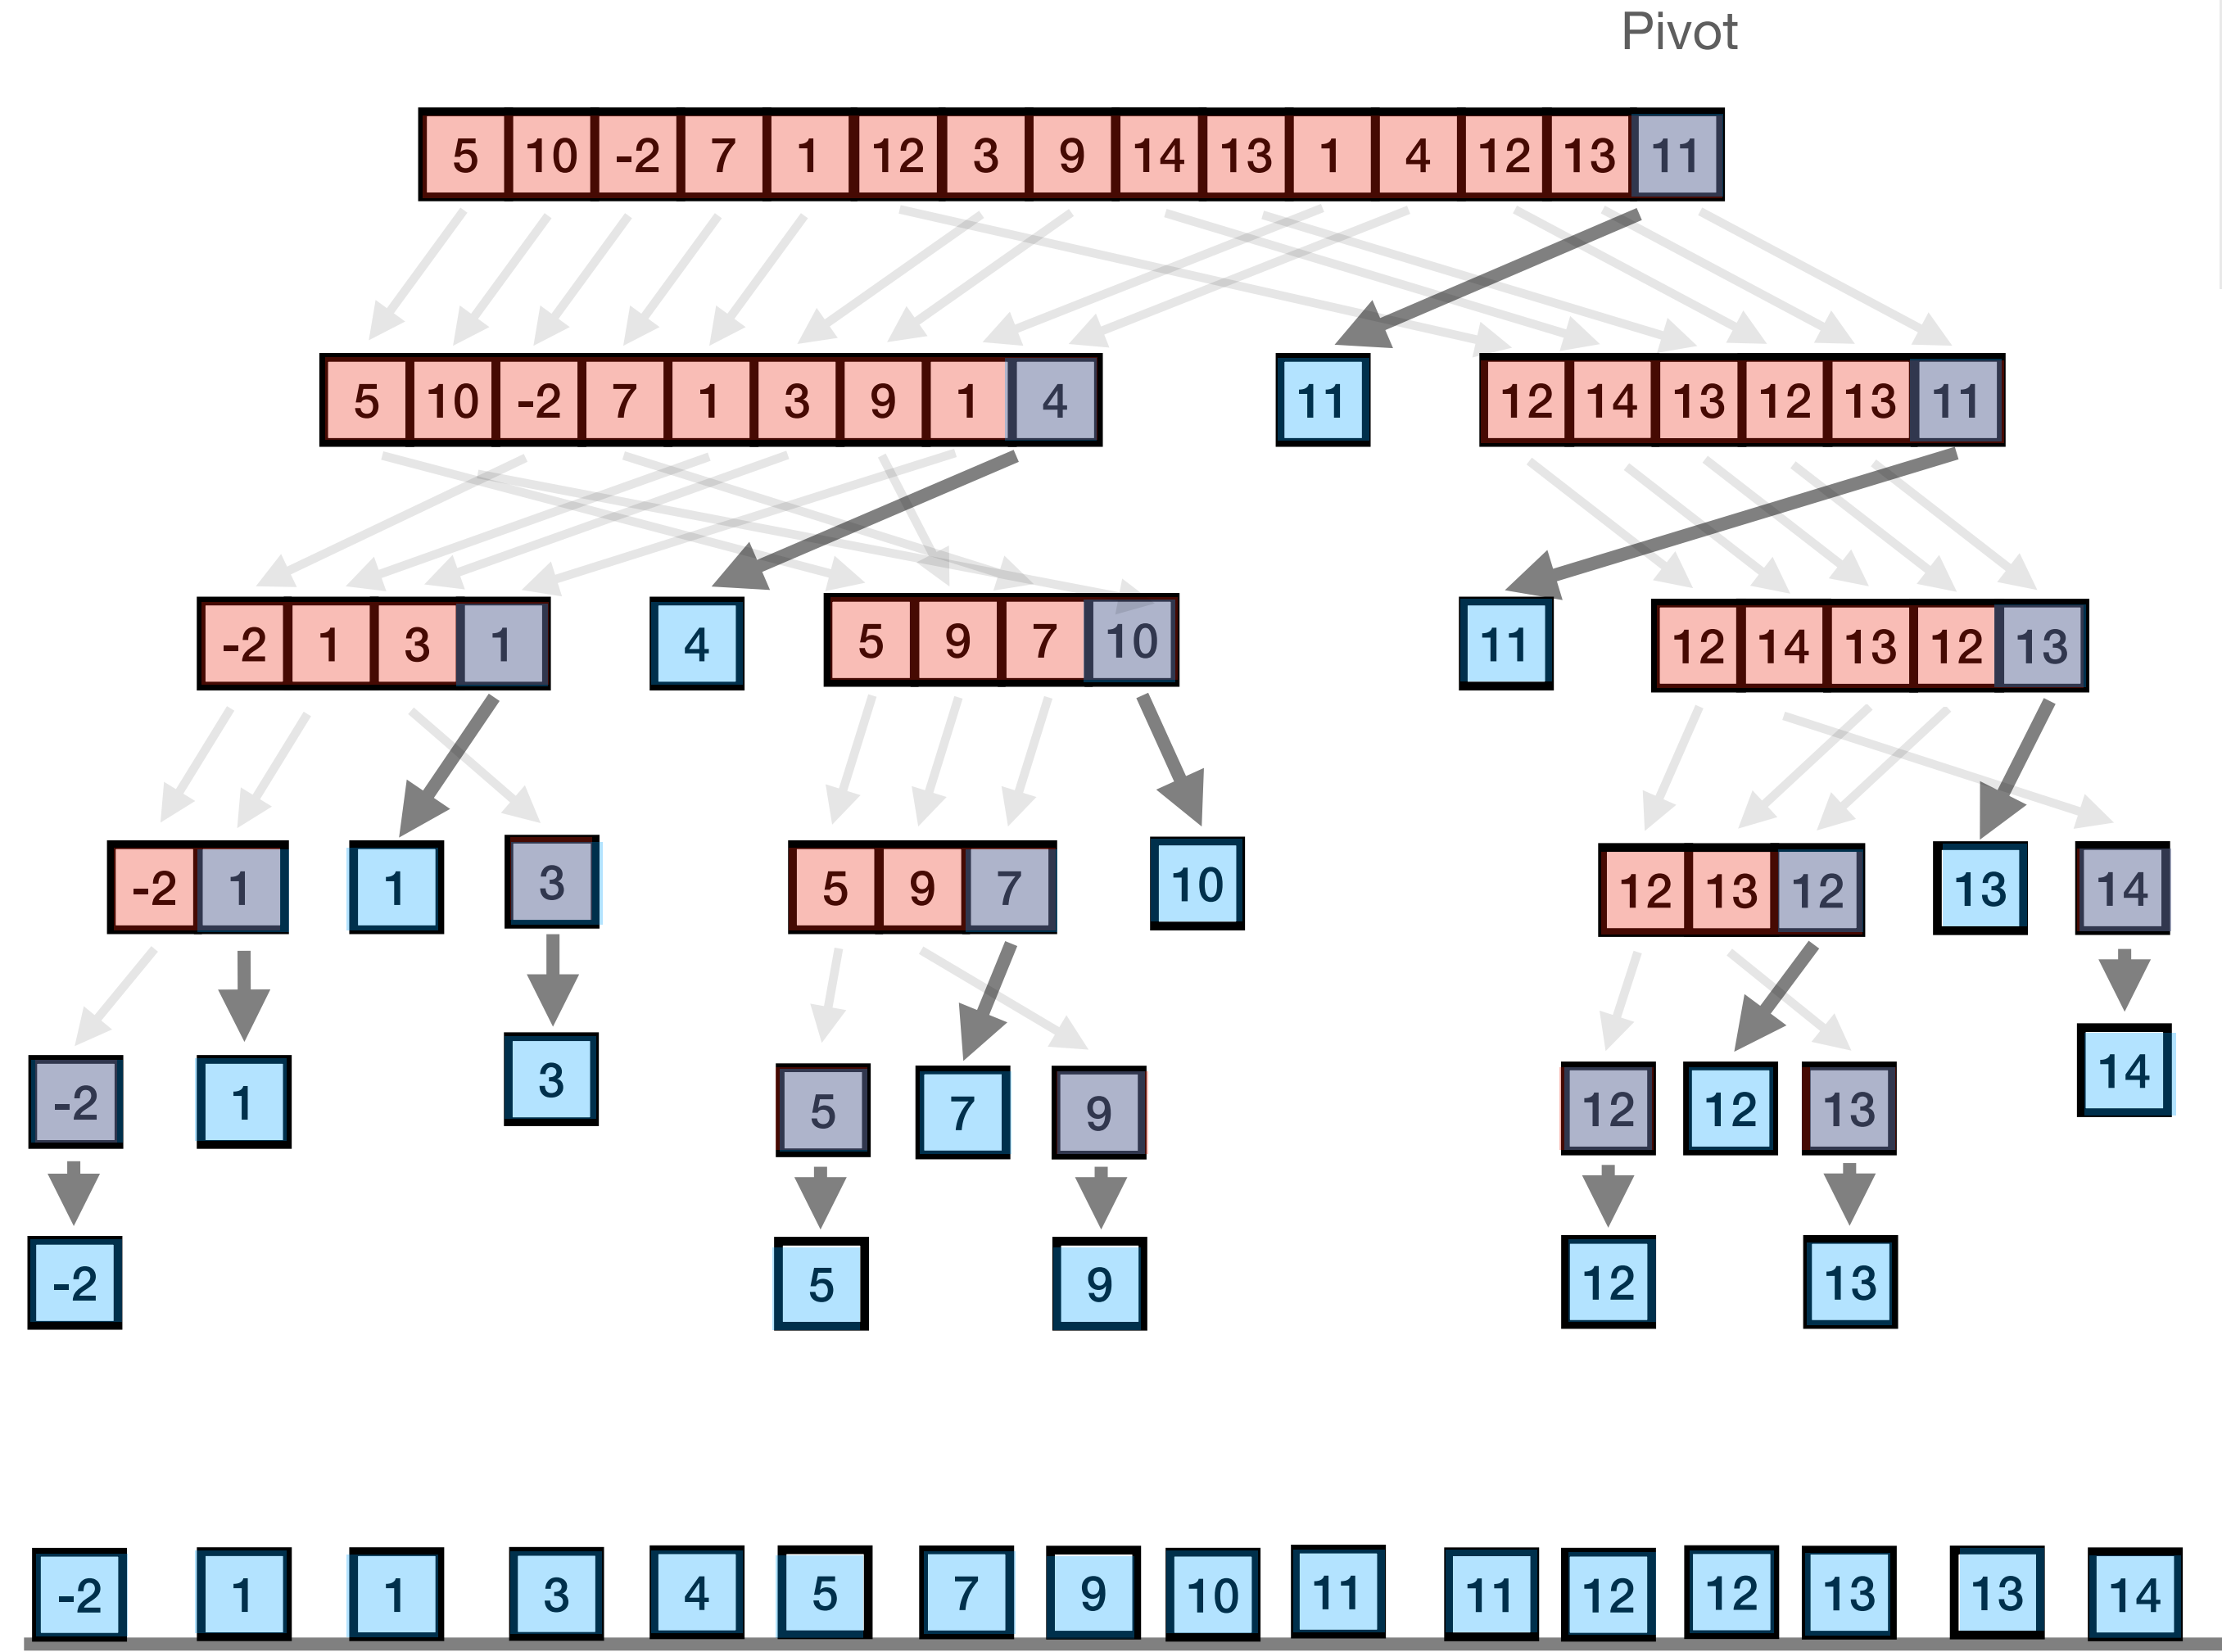 Pivot
5 10 -2 7 1 12 3 9 14 13 1 4 12 13 11
5 10 -2 7 1 3 9 1 4 11 12 14 13 12 13 11
-2 1 3 1 4 5 9 7 10 11 12 14 13 12 13
-2 1 1 3 5 9 7 10 12 13 12 13 14
-2 1 3 5 7 9 12 12 13 14
-2 5 9 12 13
-2 1 1 3 4 5 7 9 10 11 11 12 12 13 13 14